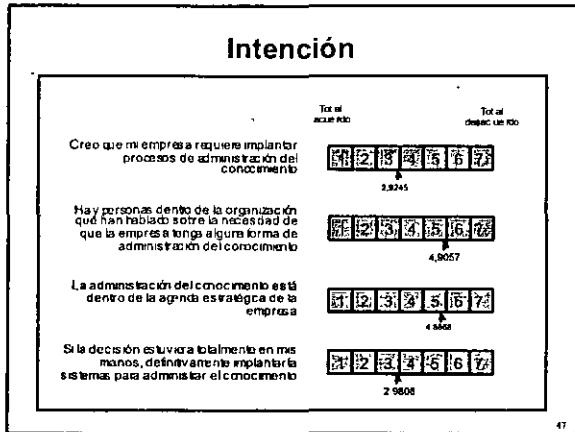 Intención
Total
acuerdo
Total
desacuerdo
Creo que mi empresa requiere implantar
procesos de administración del
conocimiento
1 2 3 4 5 6 7
2,9245
Hay personas dentro de la organización
que han hablado sobre la necesidad de
que la empresa tenga alguna forma de
administración del conocimiento
1 2 3 4 5 6 7
4,9057
La administración del conocimiento está
dentro de la agenda estratégica de la
empresa
1 2 3 4 5 6 7
Si la decisión estuviera totalmente en mis
manos, definitivamente implantaría
sistemas para administrar el conocimiento
1 2 3 4 5 6 7
2.9808
47